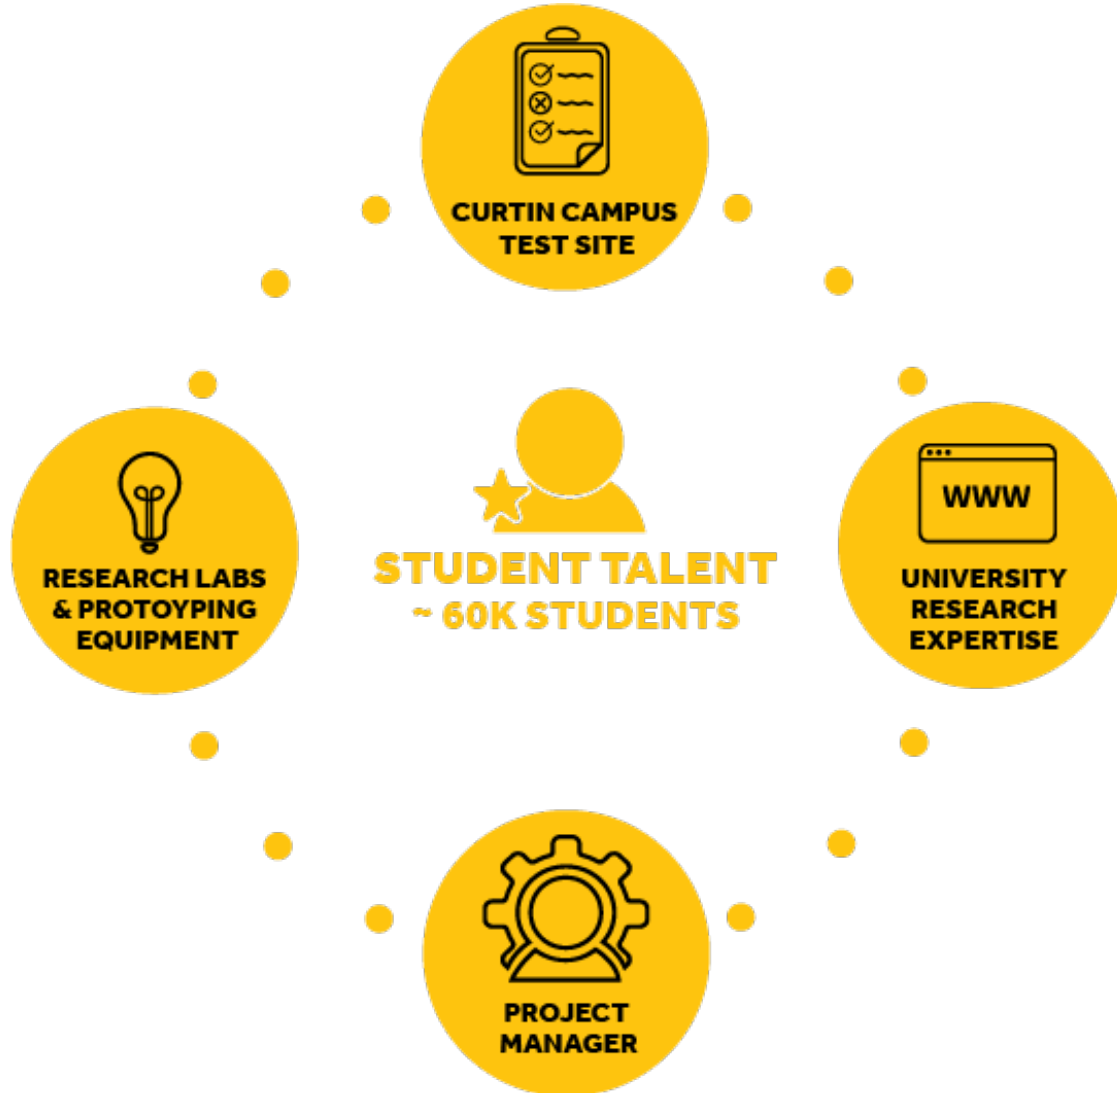 CURTIN CAMPUS
TEST SITE
RESEARCH LABS
& PROTOYPING
EQUIPMENT
STUDENT TALENT
~ 60K STUDENTS
WWW
UNIVERSITY
RESEARCH
EXPERTISE
PROJECT
MANAGER